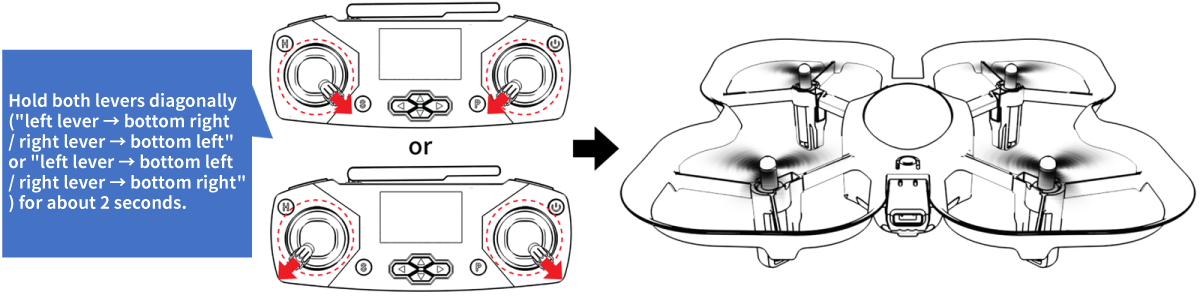 Hold both levers diagonally
("left lever → bottom right
/ right lever → bottom left"
or "left lever → bottom left
/ right lever → bottom right"
) for about 2 seconds.
H
S
P
or
H
S
P